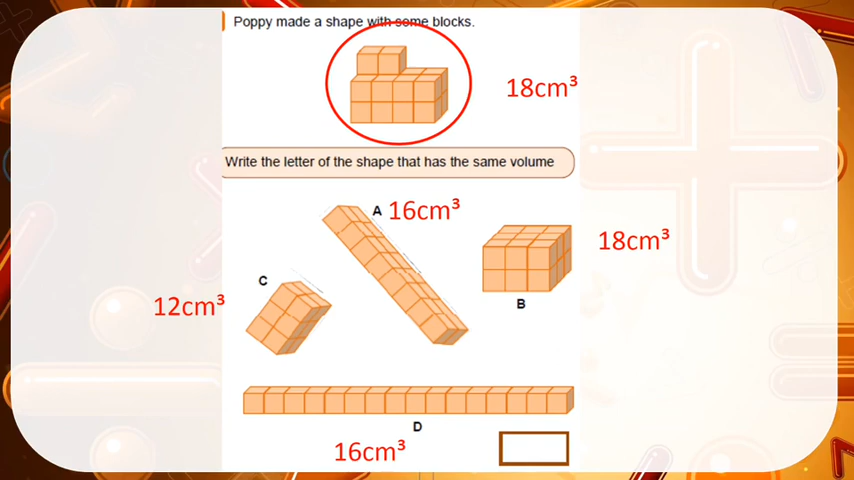 Poppy made a shape with some blocks.
18cm³
Write the letter of the shape that has the same volume
A 16cm³
18cm³
C
12cm³
B
D
16cm³